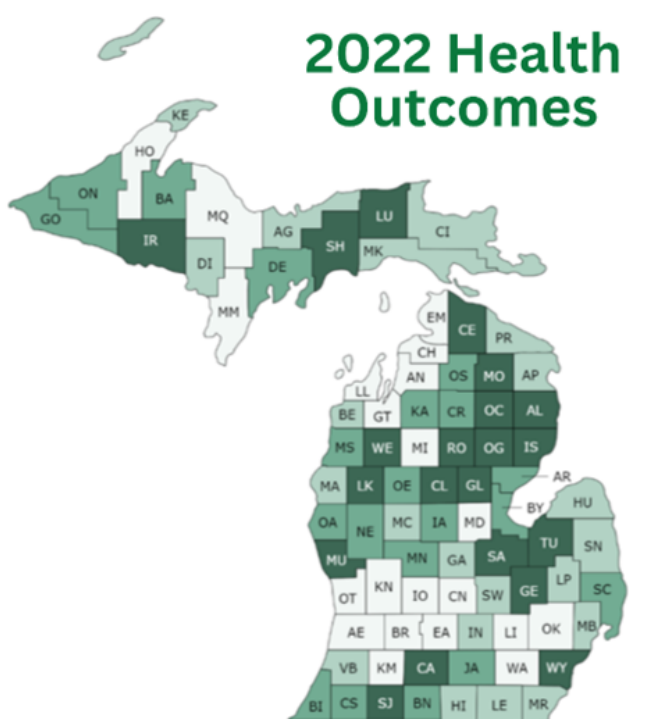 2022 Health
Outcomes
KE
HO
ON
BA
GO
MQ
IR
LU
AG
SH
CI
MK
DI
DE
MM
EM
CE
PR
CH
AN
OS
MO
AP
LL
BE
GT
KA
CR
OC
AL
MS
WE
MI
RO
OG
IS
MA
LK
OE
CL
GL
AR
BY
HU
OA
NE
MC
IA
MD
TU
SN
MU
MN
GA
SA
LP
OT
KN
IO
CN
SW
GE
SC
AE
BR
EA
IN
LI
OK
MB
VB
KM
CA
JA
WA
WY
BI
CS
SJ
BN
HI
LE
MR